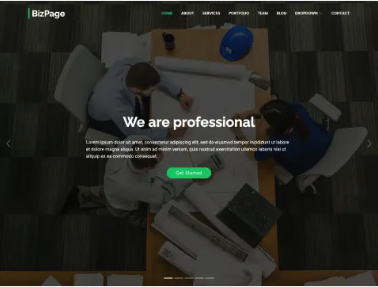 BizPage
HOME ABOUT SERVICES PORTFOLIO TEAM BLOG DROPDOWN CONTACT
We are professional
Lorem ipsum dolor sit amet, consectetur adipiscing elit, sed do eiusmod tempor incididunt ut labore
et dolore magna aliqua. Ut enim ad minim veniam, quis nostrud exercitation ullamco laboris nisi ut
aliquip ex ea commodo consequat.
Get Started